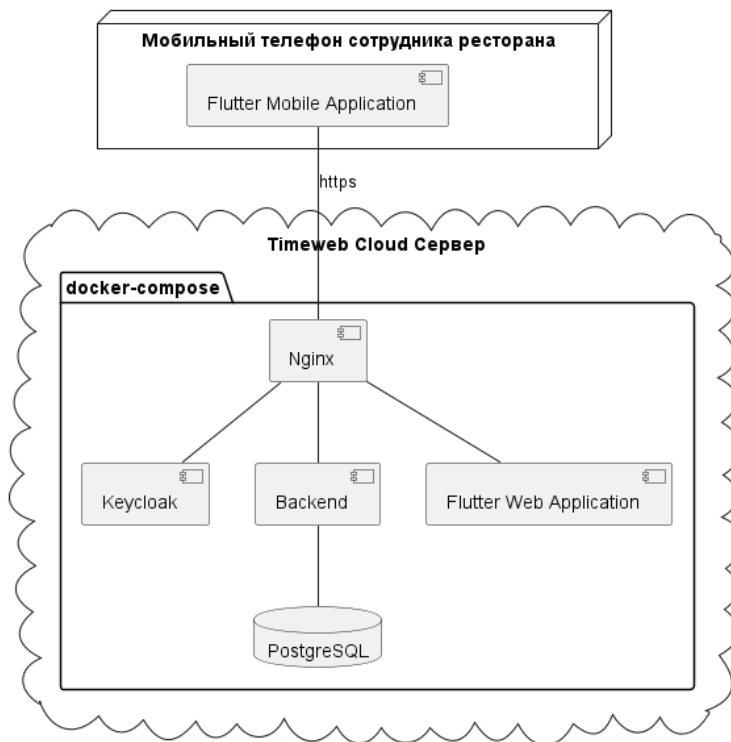 Мобильный телефон сотрудника ресторана
Flutter Mobile Application
https
Timeweb Cloud Сервер
docker-compose
Nginx
Keycloak
Backend
Flutter Web Application
PostgreSQL